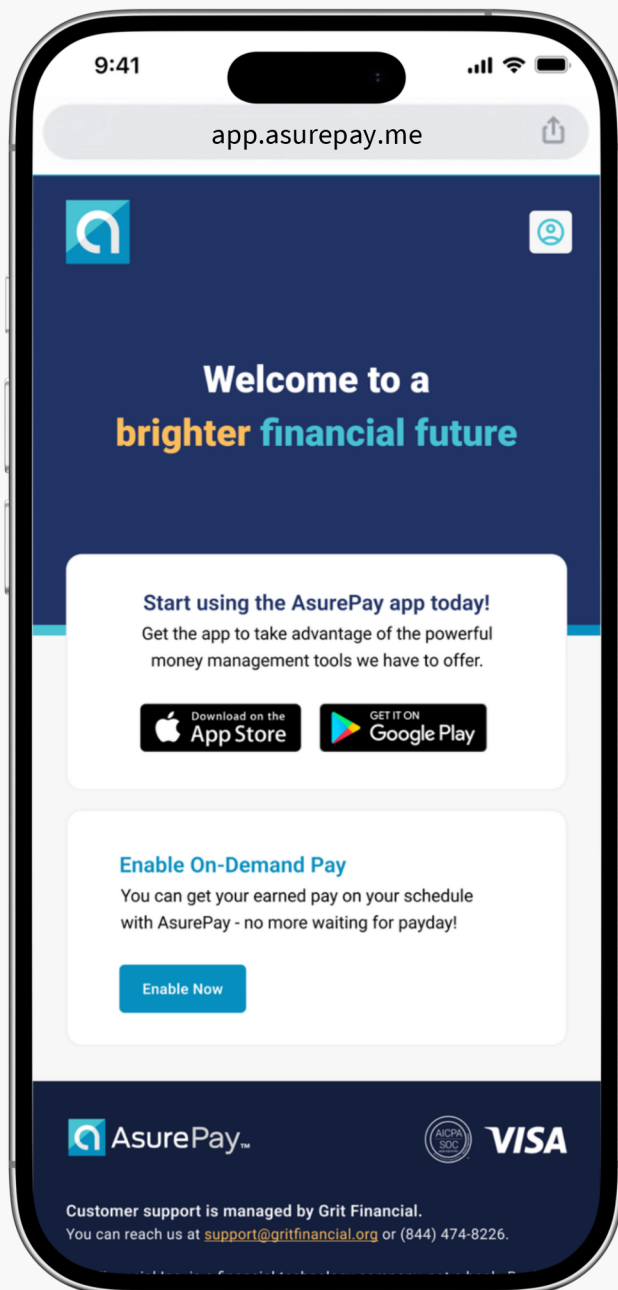 9:41
app.asurepay.me
Welcome to a
brighter financial future
Start using the AsurePay app today!
Get the app to take advantage of the powerful
money management tools we have to offer.
Download on the
App Store
GET IT ON
Google Play
Enable On-Demand Pay
You can get your earned pay on your schedule
with AsurePay - no more waiting for payday!
Enable Now
AsurePay™
AICPA
SOC
VISA
Customer support is managed by Grit Financial.
You can reach us at support@gritfinancial.org or (844) 474-8226.